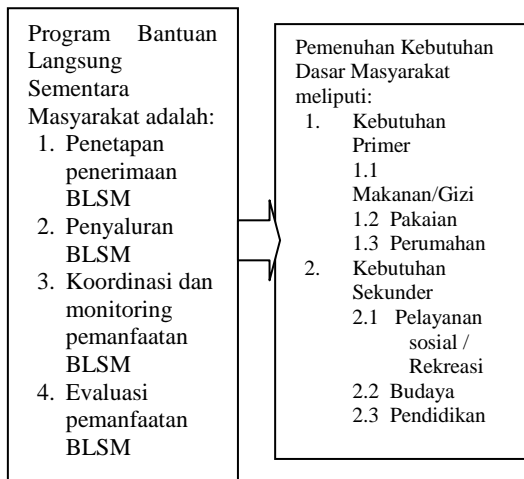 Program Bantuan
Langsung
Sementara
Masyarakat adalah:
1. Penetapan
penerimaan
BLSM
2. Penyaluran
BLSM
3. Koordinasi dan
monitoring
pemanfaatan
BLSM
4. Evaluasi
pemanfaatan
BLSM
Pemenuhan Kebutuhan
Dasar Masyarakat
meliputi:
1. Kebutuhan
Primer
1.1
Makanan/Gizi
1.2 Pakaian
1.3 Perumahan
2. Kebutuhan
Sekunder
2.1 Pelayanan
sosial /
Rekreasi
2.2 Budaya
2.3 Pendidikan